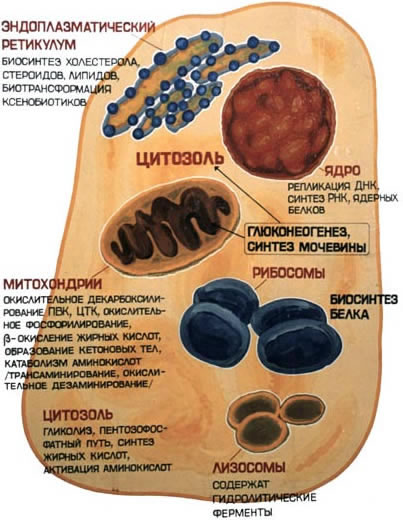 ЭНДОПЛАЗМАТИЧЕСКИЙ
РЕТИКУЛУМ
БИОСИНТЕЗ ХОЛЕСТЕРОЛА,
СТЕРОИДОВ, ЛИПИДОВ,
БИОТРАНСФОРМАЦИЯ
КСЕНОБИОТИКОВ
ЦИТОЗОЛЬ
ЯДРО
РЕПЛИКАЦИЯ ДНК,
СИНТЕЗ РНК, ЯДЕРНЫХ
БЕЛКОВ
ГЛЮКОНЕОГЕНЕЗ,
СИНТЕЗ МОЧЕВИНЫ
МИТОХОНДРИИ
ОКИСЛИТЕЛЬНОЕ ДЕКАРБОКСИЛИ-
РОВАНИЕ ПВК, ЦТК, ОКИСЛИТЕЛЬ-
НОЕ ФОСФОРИЛИРОВАНИЕ,
β-ОКИСЛЕНИЕ ЖИРНЫХ КИСЛОТ,
ОБРАЗОВАНИЕ КЕТОНОВЫХ ТЕЛ,
КАТАБОЛИЗМ АМИНОКИСЛОТ
/ТРАНСАМИНИРОВАНИЕ, ОКИСЛИ-
ТЕЛЬНОЕ ДЕЗАМИНИРОВАНИЕ/
РИБОСОМЫ
БИОСИНТЕЗ
БЕЛКА
ЦИТОЗОЛЬ
ГЛИКОЛИЗ, ПЕНТОЗОФОС-
ФАТНЫЙ ПУТЬ, СИНТЕЗ
ЖИРНЫХ КИСЛОТ,
АКТИВАЦИЯ АМИНОКИСЛОТ
ЛИЗОСОМЫ
СОДЕРЖАТ
ГИДРОЛИТИЧЕСКИЕ
ФЕРМЕНТЫ